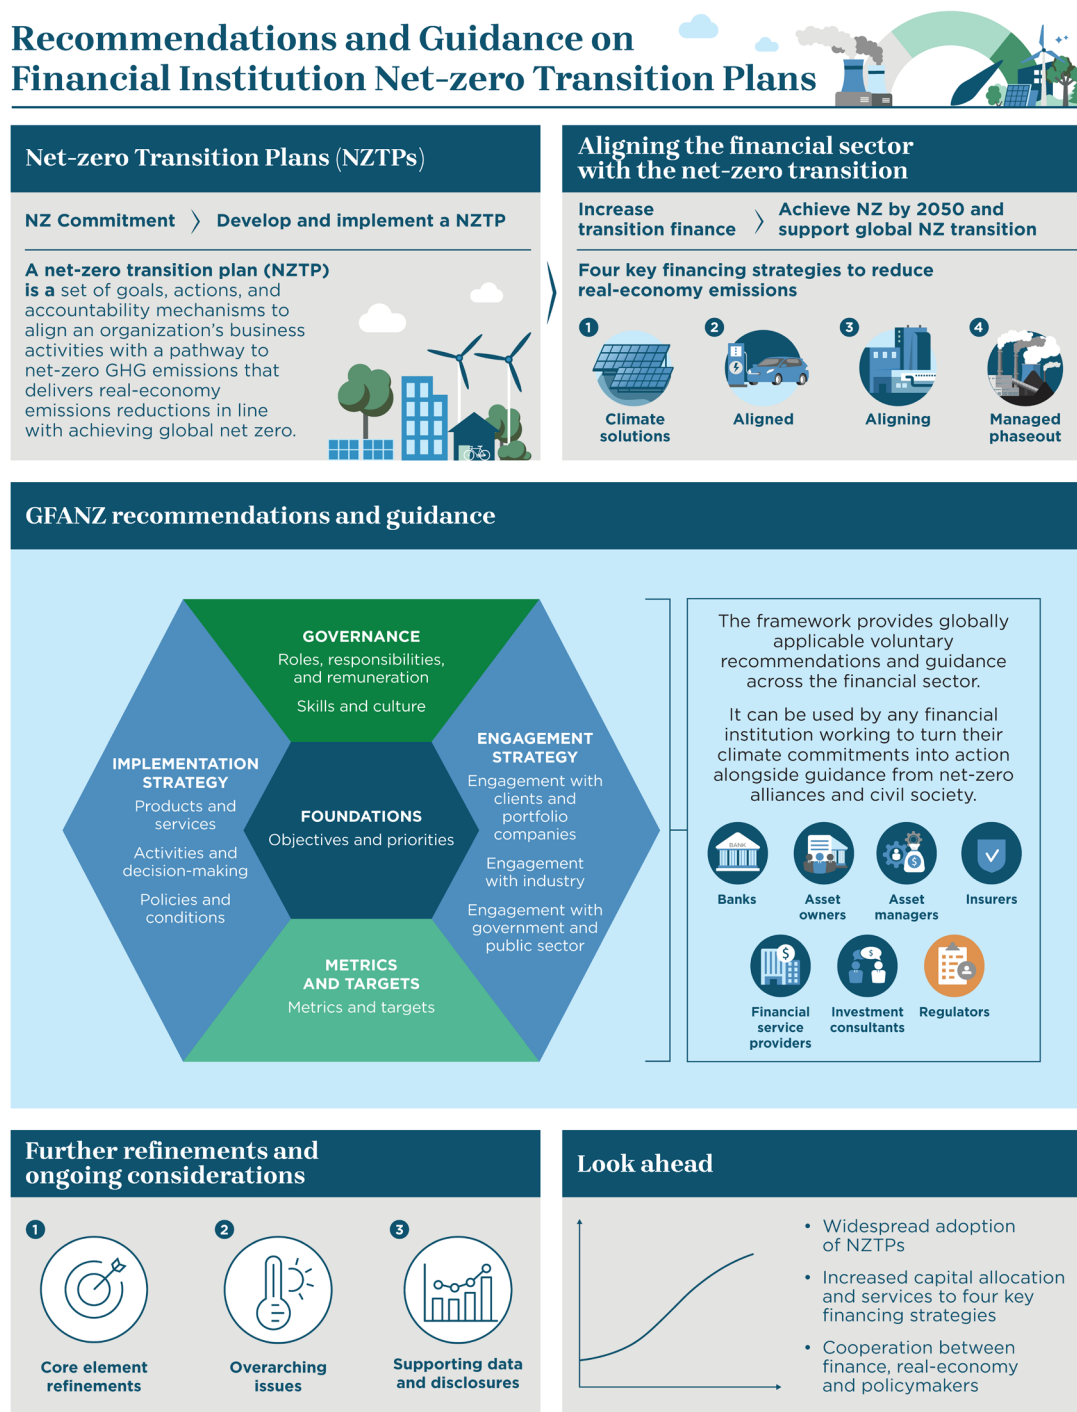 Recommendations and Guidance on
Financial Institution Net-zero Transition Plans
Net-zero Transition Plans (NZTPs)
NZ Commitment
Develop and implement a NZTP
A net-zero transition plan (NZTP)
is a set of goals, actions, and
accountability mechanisms to
align an organization's business
activities with a pathway to
net-zero GHG emissions that
delivers real-economy
emissions reductions in line
with achieving global net zero.
Aligning the financial sector
with the net-zero transition
Increase
transition finance
Achieve NZ by 2050 and
support global NZ transition
Four key financing strategies to reduce
real-economy emissions
1
Climate
solutions
2
Aligned
3
Aligning
4
Managed
phaseout
GFANZ recommendations and guidance
GOVERNANCE
Roles, responsibilities,
and remuneration
Skills and culture
IMPLEMENTATION
STRATEGY
Products and
services
Activities and
decision-making
Policies and
conditions
FOUNDATIONS
Objectives and priorities
ENGAGEMENT
STRATEGY
Engagement with
clients and
portfolio
companies
Engagement
with industry
Engagement with
government and
public sector
METRICS
AND TARGETS
Metrics and targets
The framework provides globally
applicable voluntary
recommendations and guidance
across the financial sector.
It can be used by any financial
institution working to turn their
climate commitments into action
alongside guidance from net-zero
alliances and civil society.
BANK
Banks
Asset
owners
$
Asset
managers
Insurers
$
Financial
service
providers
$
Investment
consultants
Regulators
Further refinements and
ongoing considerations
1
Core element
refinements
2
Overarching
issues
3
Supporting data
and disclosures
Look ahead
• Widespread adoption
of NZTPs
• Increased capital allocation
and services to four key
financing strategies
• Cooperation between
finance, real-economy
and policymakers